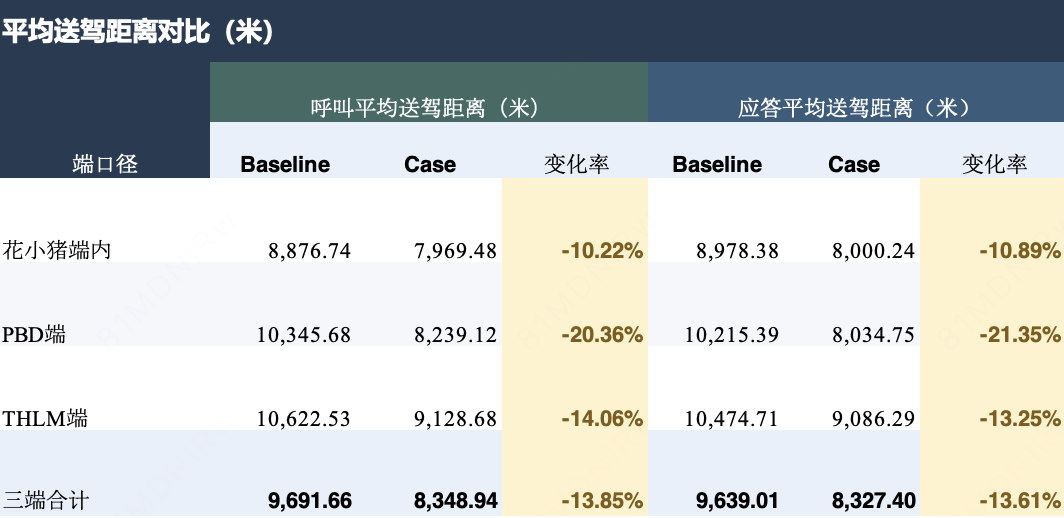 平均送驾距离对比（米）
呼叫平均送驾距离（米） 应答平均送驾距离（米）
端口径 Baseline Case 变化率 Baseline Case 变化率
花小猪端内 8,876.74 7,969.48 -10.22% 8,978.38 8,000.24 -10.89%
PBD端 10,345.68 8,239.12 -20.36% 10,215.39 8,034.75 -21.35%
THLM端 10,622.53 9,128.68 -14.06% 10,474.71 9,086.29 -13.25%
三端合计 9,691.66 8,348.94 -13.85% 9,639.01 8,327.40 -13.61%